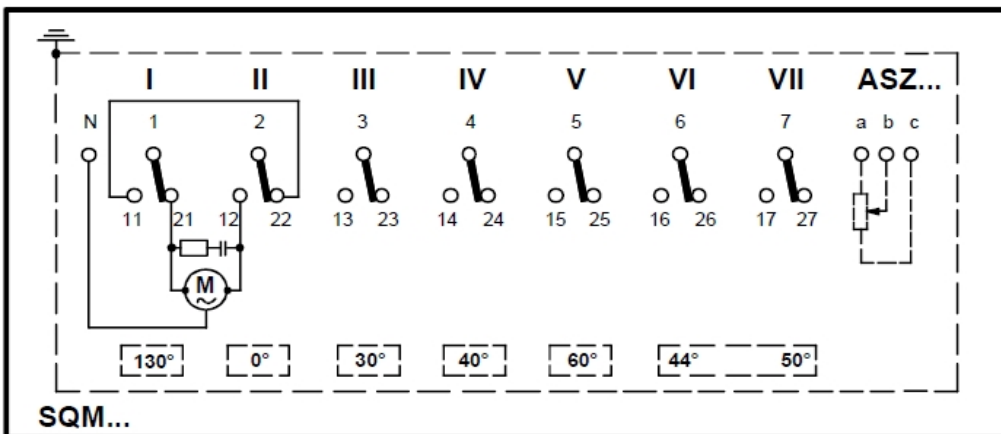 I II III IV V VI VII ASZ...
N 1 2 3 4 5 6 7 a b c
11 21 12 22 13 23 14 24 15 25 16 26 17 27
M
~
130° 0° 30° 40° 60° 44° 50°
SQM...